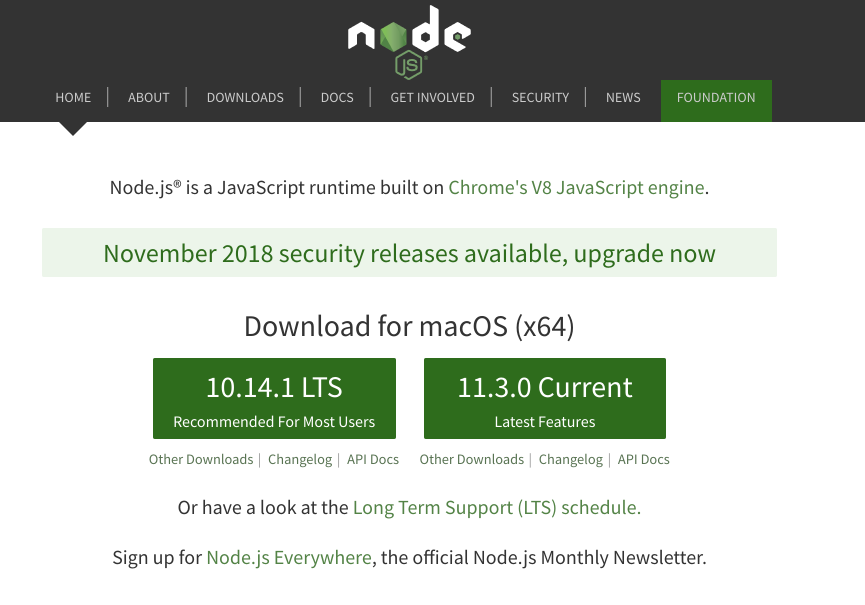 node
JS
HOME | ABOUT | DOWNLOADS | DOCS | GET INVOLVED | SECURITY | NEWS FOUNDATION
Node.js® is a JavaScript runtime built on Chrome's V8 JavaScript engine.
November 2018 security releases available, upgrade now
Download for macOS (x64)
10.14.1 LTS
Recommended For Most Users
Other Downloads | Changelog | API Docs
11.3.0 Current
Latest Features
Other Downloads | Changelog | API Docs
Or have a look at the Long Term Support (LTS) schedule.
Sign up for Node.js Everywhere, the official Node.js Monthly Newsletter.